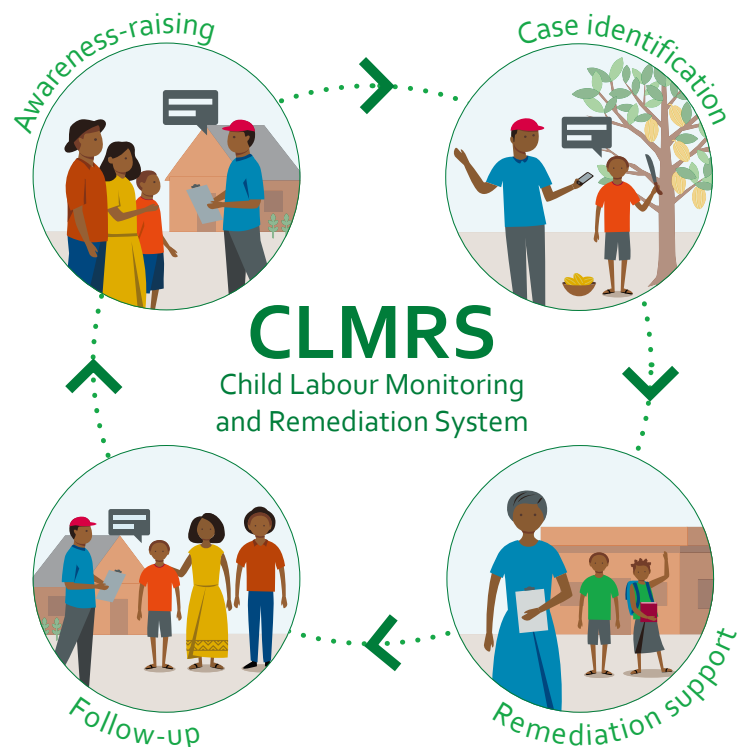 Awareness-raising
Case identification
CLMRS
Child Labour Monitoring
and Remediation System
Follow-up
Remediation support